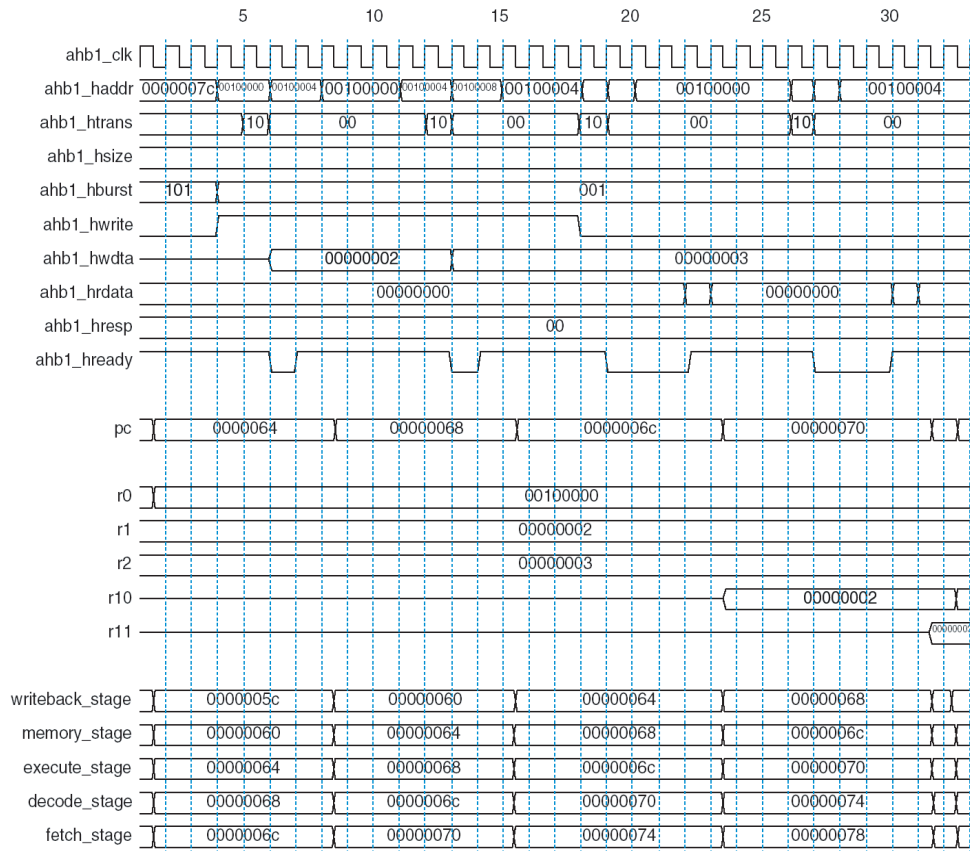 5 10 15 20 25 30
ahb1_clk
ahb1_haddr 0000007c 00100000 00100004 00100000 00100004 00100008 00100004 00100000 00100004
ahb1_htrans 10 00 10 00 10 00 10 00
ahb1_hsize
ahb1_hburst 101 001
ahb1_hwrite
ahb1_hwdta 00000002 00000003
ahb1_hrdata 00000000 00000000
ahb1_hresp 00
ahb1_hready
pc 0000064 00000068 0000006c 00000070
r0 00100000
r1 00000002
r2 00000003
r10 00000002
r11
writeback_stage 0000005c 00000060 00000064 00000068
memory_stage 00000060 00000064 00000068 0000006c
execute_stage 00000064 00000068 0000006c 00000070
decode_stage 00000068 0000006c 00000070 00000074
fetch_stage 0000006c 00000070 00000074 00000078